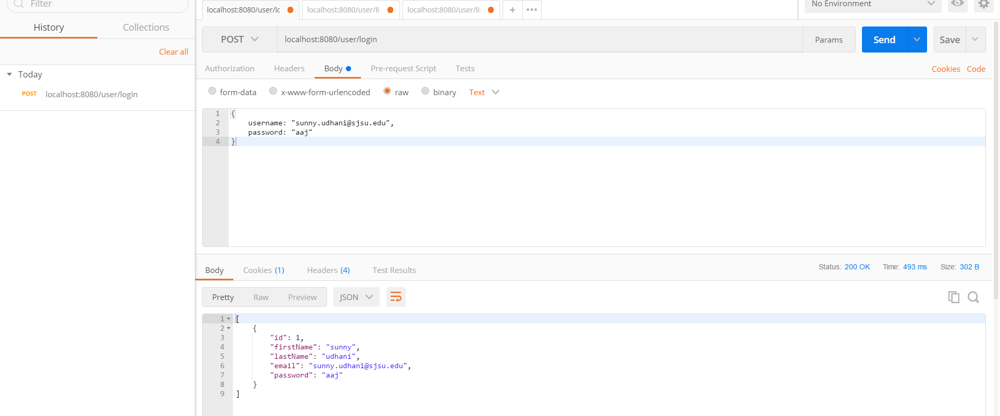 Filter
History Collections
Clear all
Today
POST localhost:8080/user/login
localhost:8080/user/lc localhost:8080/user/li localhost:8080/user/li + •••
No Environment
POST localhost:8080/user/login Params Send Save
Authorization Headers Body Pre-request Script Tests Cookies Code
form-data x-www-form-urlencoded raw binary Text
1 {
2 username: "sunny.udhani@sjsu.edu",
3 password: "aaj"
4 }
Body Cookies (1) Headers (4) Test Results Status: 200 OK Time: 493 ms Size: 302 B
Pretty Raw Preview JSON
1 [
2 {
3 "id": 1,
4 "firstName": "sunny",
5 "lastName": "udhani",
6 "email": "sunny.udhani@sjsu.edu",
7 "password": "aaj"
8 }
9 ]